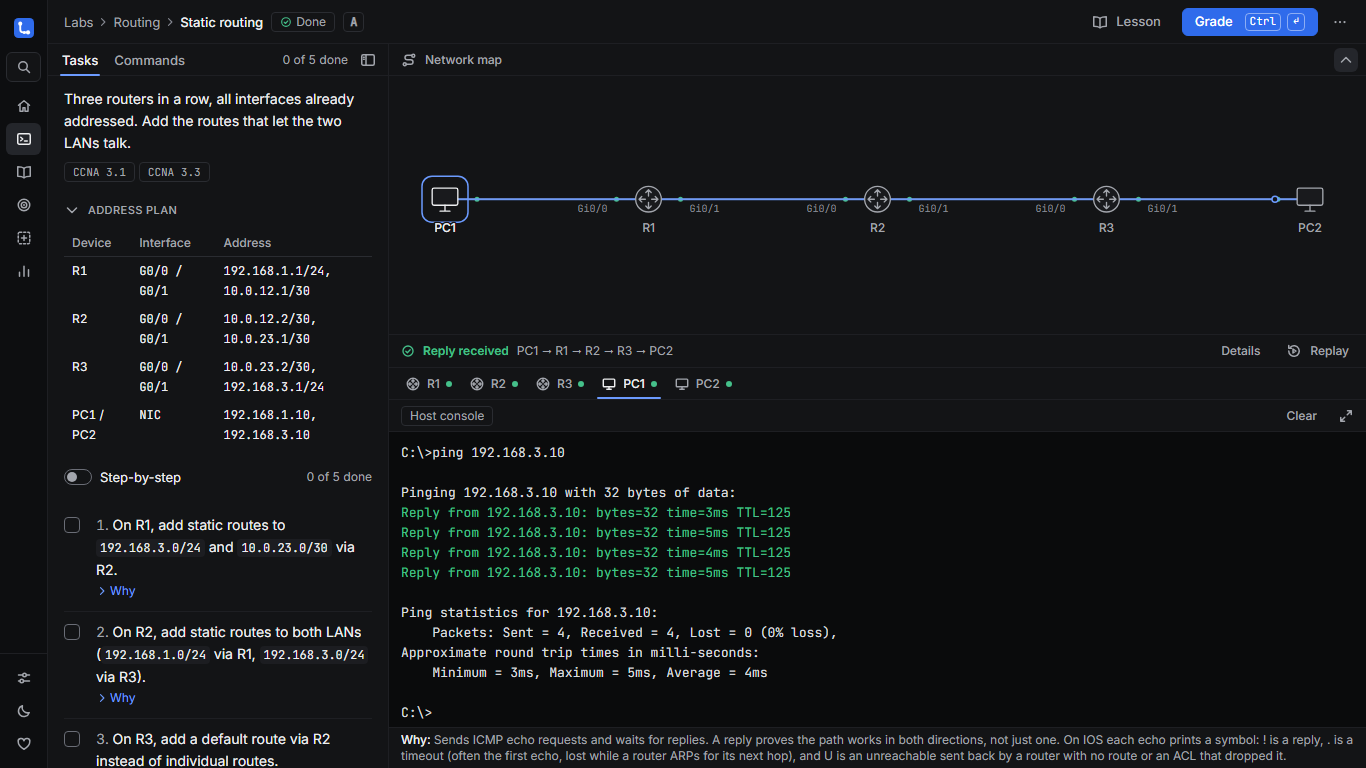 Labs > Routing > Static routing Done A
Lesson Grade Ctrl ↵ ···
Tasks Commands 0 of 5 done
Three routers in a row, all interfaces already
addressed. Add the routes that let the two
LANs talk.
CCNA 3.1 CCNA 3.3
ADDRESS PLAN
Device Interface Address
R1 G0/0 / 192.168.1.1/24,
G0/1 10.0.12.1/30
R2 G0/0 / 10.0.12.2/30,
G0/1 10.0.23.1/30
R3 G0/0 / 10.0.23.2/30,
G0/1 192.168.3.1/24
PC1 / NIC 192.168.1.10,
PC2 192.168.3.10
Step-by-step 0 of 5 done
1. On R1, add static routes to
192.168.3.0/24 and 10.0.23.0/30 via
R2.
> Why
2. On R2, add static routes to both LANs
( 192.168.1.0/24 via R1, 192.168.3.0/24
via R3).
> Why
3. On R3, add a default route via R2
instead of individual routes.
Network map
Gi0/0 Gi0/1 Gi0/0 Gi0/1 Gi0/0 Gi0/1
PC1 R1 R2 R3 PC2
Reply received PC1 → R1 → R2 → R3 → PC2 Details Replay
R1 R2 R3 PC1 PC2
Host console Clear
C:\>ping 192.168.3.10
Pinging 192.168.3.10 with 32 bytes of data:
Reply from 192.168.3.10: bytes=32 time=3ms TTL=125
Reply from 192.168.3.10: bytes=32 time=5ms TTL=125
Reply from 192.168.3.10: bytes=32 time=4ms TTL=125
Reply from 192.168.3.10: bytes=32 time=5ms TTL=125
Ping statistics for 192.168.3.10:
Packets: Sent = 4, Received = 4, Lost = 0 (0% loss),
Approximate round trip times in milli-seconds:
Minimum = 3ms, Maximum = 5ms, Average = 4ms
C:\>
Why: Sends ICMP echo requests and waits for replies. A reply proves the path works in both directions, not just one. On IOS each echo prints a symbol: ! is a reply, . is a
timeout (often the first echo, lost while a router ARPs for its next hop), and U is an unreachable sent back by a router with no route or an ACL that dropped it.